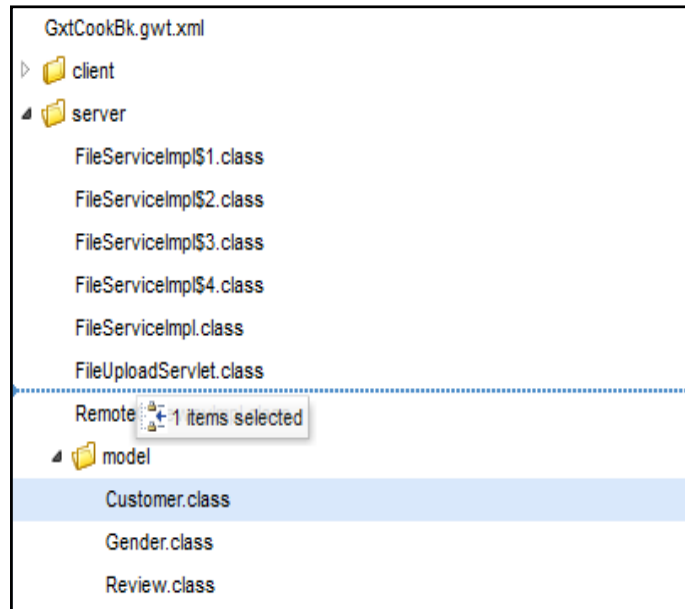 GxtCookBk.gwt.xml
client
server
FileServiceImpl$1.class
FileServiceImpl$2.class
FileServiceImpl$3.class
FileServiceImpl$4.class
FileServiceImpl.class
FileUploadServlet.class
Remote
1 items selected
model
Customer.class
Gender.class
Review.class